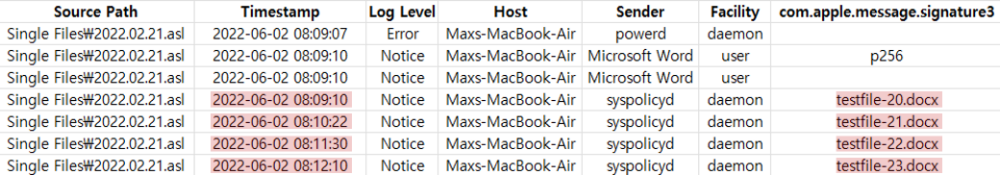 Source Path Timestamp Log Level Host Sender Facility com.apple.message.signature3
Single Files₩2022.02.21.asl 2022-06-02 08:09:07 Error Maxs-MacBook-Air powerd daemon
Single Files₩2022.02.21.asl 2022-06-02 08:09:10 Notice Maxs-MacBook-Air Microsoft Word user p256
Single Files₩2022.02.21.asl 2022-06-02 08:09:10 Notice Maxs-MacBook-Air Microsoft Word user
Single Files₩2022.02.21.asl 2022-06-02 08:09:10 Notice Maxs-MacBook-Air syspolicyd daemon testfile-20.docx
Single Files₩2022.02.21.asl 2022-06-02 08:10:22 Notice Maxs-MacBook-Air syspolicyd daemon testfile-21.docx
Single Files₩2022.02.21.asl 2022-06-02 08:11:30 Notice Maxs-MacBook-Air syspolicyd daemon testfile-22.docx
Single Files₩2022.02.21.asl 2022-06-02 08:12:10 Notice Maxs-MacBook-Air syspolicyd daemon testfile-23.docx